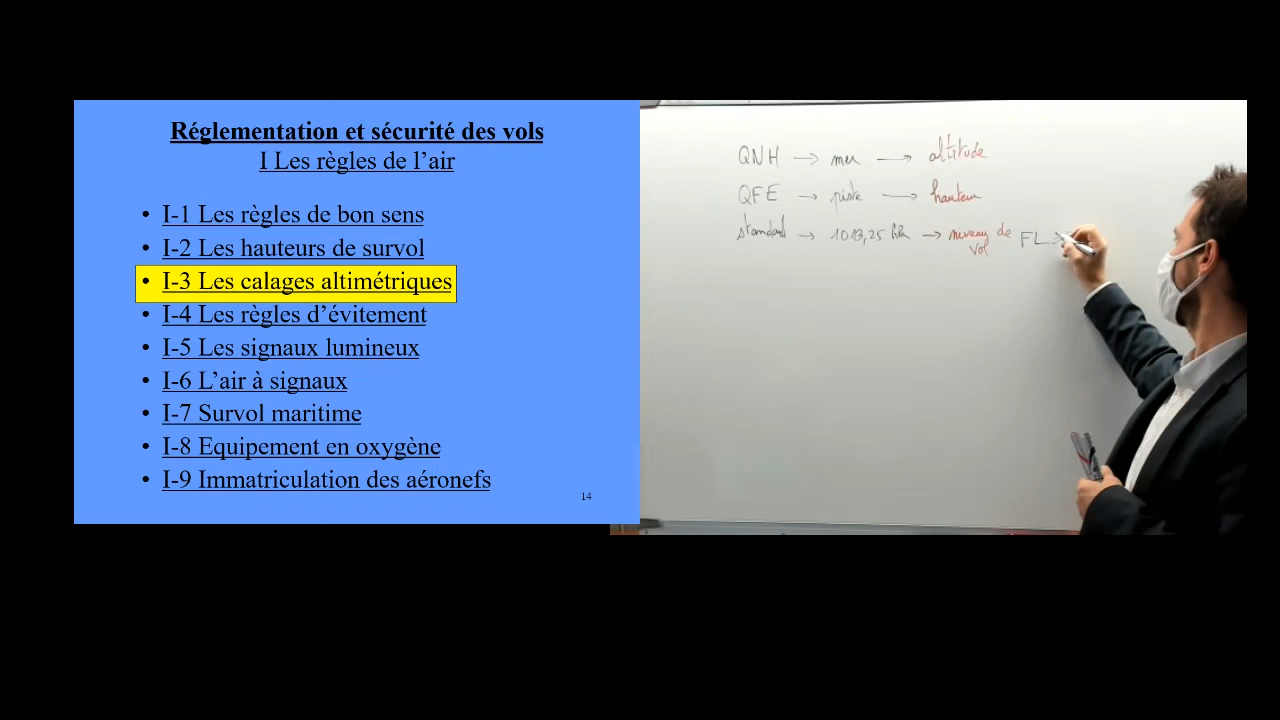 Réglementation et sécurité des vols
I Les règles de l'air
• I-1 Les règles de bon sens
• I-2 Les hauteurs de survol
• I-3 Les calages altimétriques
• I-4 Les règles d'évitement
• I-5 Les signaux lumineux
• I-6 L'air à signaux
• I-7 Survol maritime
• I-8 Equipement en oxygène
• I-9 Immatriculation des aéronefs
14
QNH → mer → altitude
QFE → piste → hauteur
standard → 1013,25 hPa → niveau de vol FL